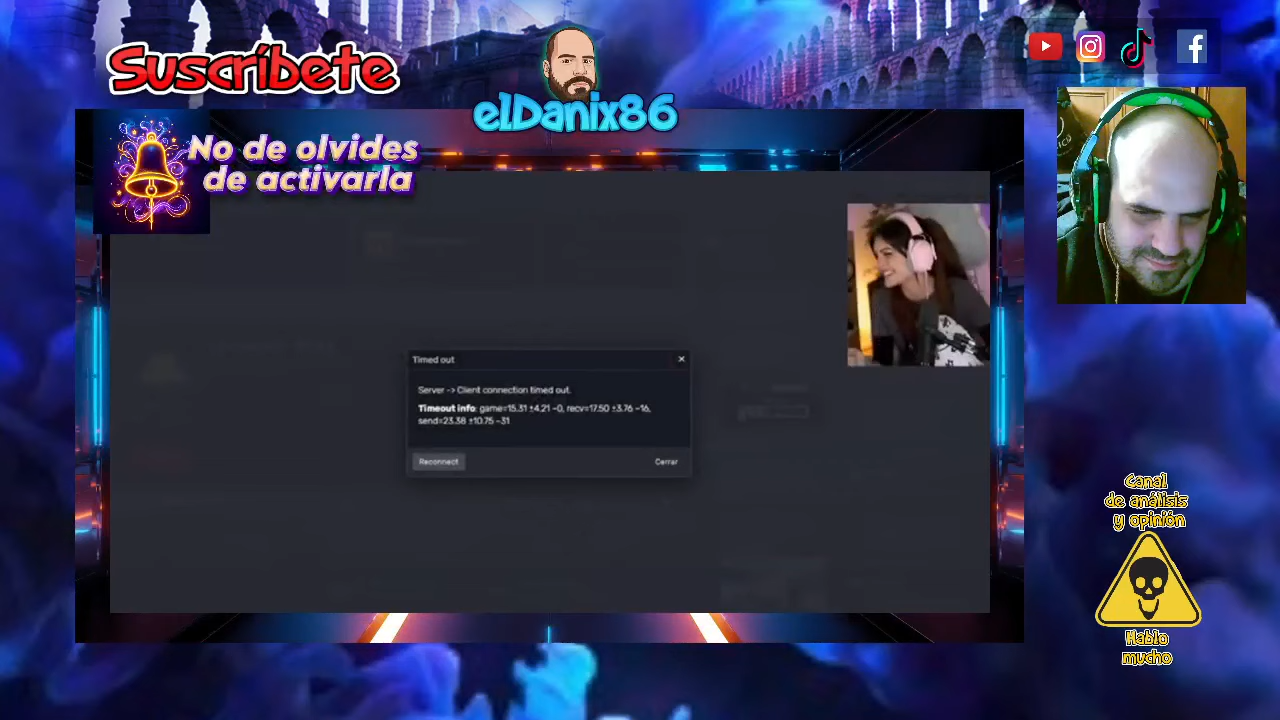 Suscríbete
elDanix86
No de olvides
de activarla
Timed out
Server -> Client connection timed out.
Timeout info: game=15.31 ±4.21 ~0, recv=17.50 ±3.76 ~16,
send=23.38 ±10.75 ~31
Reconnect
Cerrar
Canal
de análisis
y opinión
Hablo
mucho